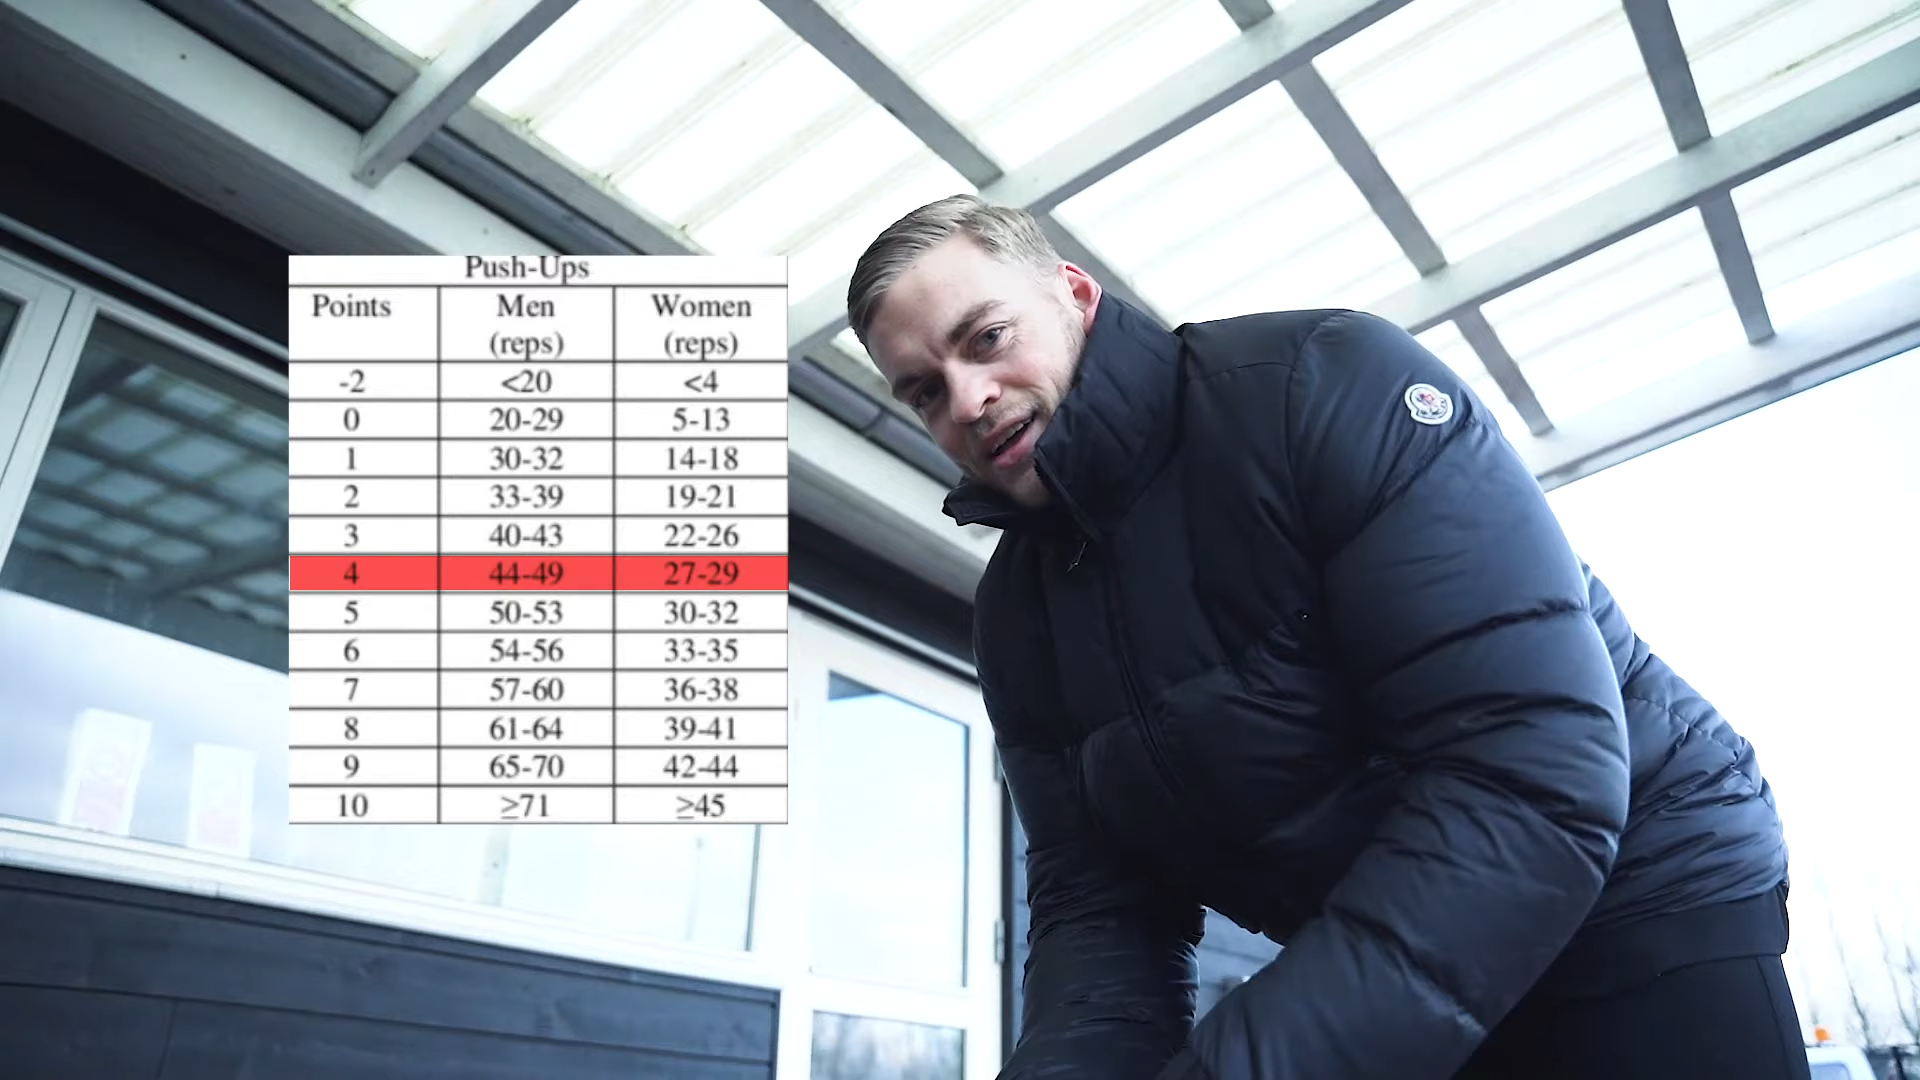 Push-Ups
Points Men (reps) Women (reps)
-2 <20 <4
0 20-29 5-13
1 30-32 14-18
2 33-39 19-21
3 40-43 22-26
4 44-49 27-29
5 50-53 30-32
6 54-56 33-35
7 57-60 36-38
8 61-64 39-41
9 65-70 42-44
10 ≥71 ≥45